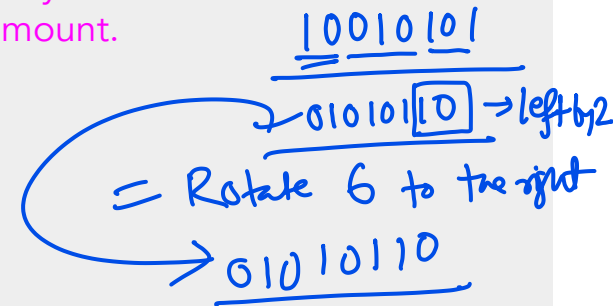 mount.
10010101
01010110 → left by 2
= Rotate 6 to the right
01010110